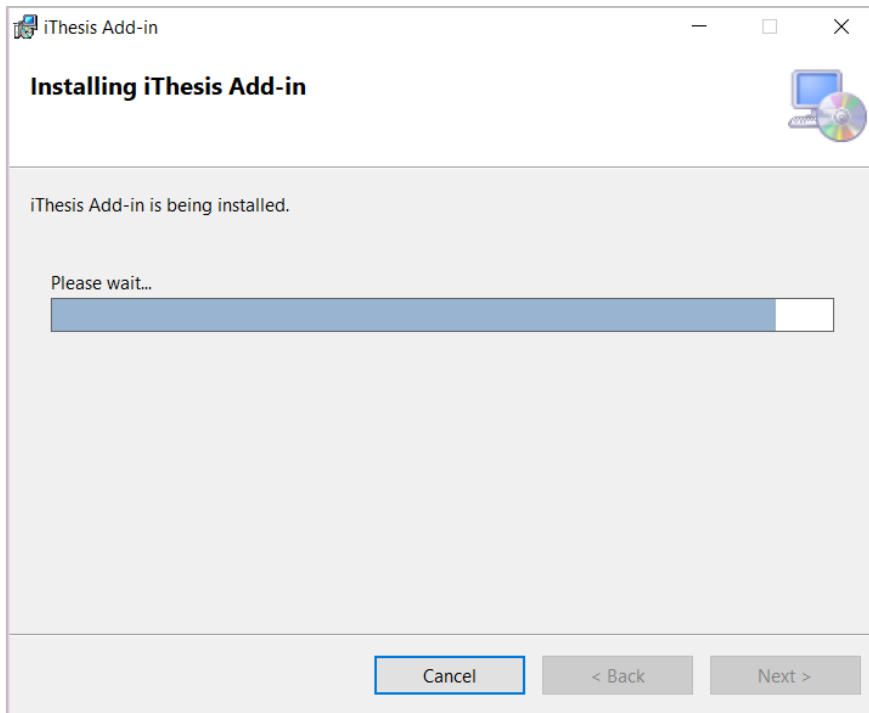 iThesis Add-in
Installing iThesis Add-in
iThesis Add-in is being installed.
Please wait...
Cancel
< Back
Next >